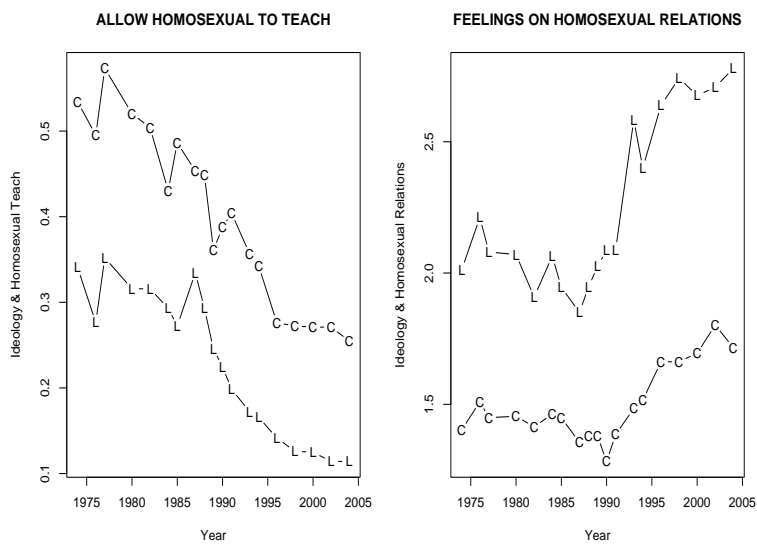 ALLOW HOMOSEXUAL TO TEACH
Ideology & Homosexual Teach
0.5
0.4
0.3
0.2
0.1
C C C C C C C C C C C C C C C C C C C
L L L L L L L L L L L L L L L L L L L
1975 1980 1985 1990 1995 2000 2005
Year
FEELINGS ON HOMOSEXUAL RELATIONS
Ideology & Homosexual Relations
2.5
2.0
1.5
L L L L L L L L L L L L L L L L L L L
C C C C C C C C C C C C C C C C C C C
1975 1980 1985 1990 1995 2000 2005
Year